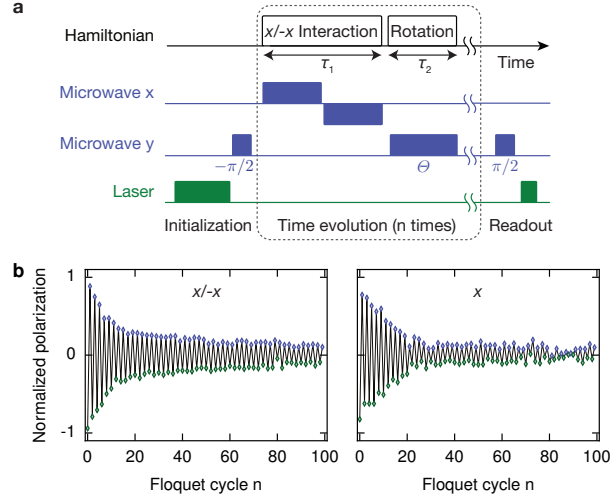 a
Hamiltonian
x/-x Interaction
Rotation
τ1
τ2
Time
Microwave x
Microwave y
−π/2
Θ
π/2
Laser
Initialization
Time evolution (n times)
Readout
b
Normalized polarization
1
0
-1
x/-x
x
0 20 40 60 80 100
0 20 40 60 80 100
Floquet cycle n
Floquet cycle n